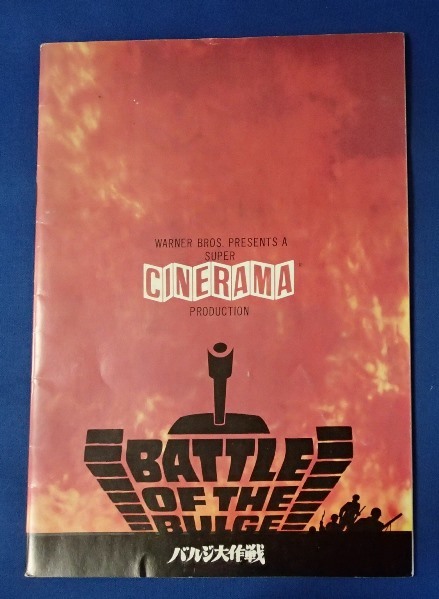 WARNER BROS. PRESENTS A
SUPER
CINERAMA®
PRODUCTION
BATTLE
OF THE
BULGE
バルジ大作戦